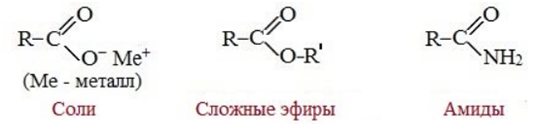 O O O
R–C R–C R–C
O⁻ Me⁺ O-R' NH₂
(Me - металл)
Соли Сложные эфиры Амиды